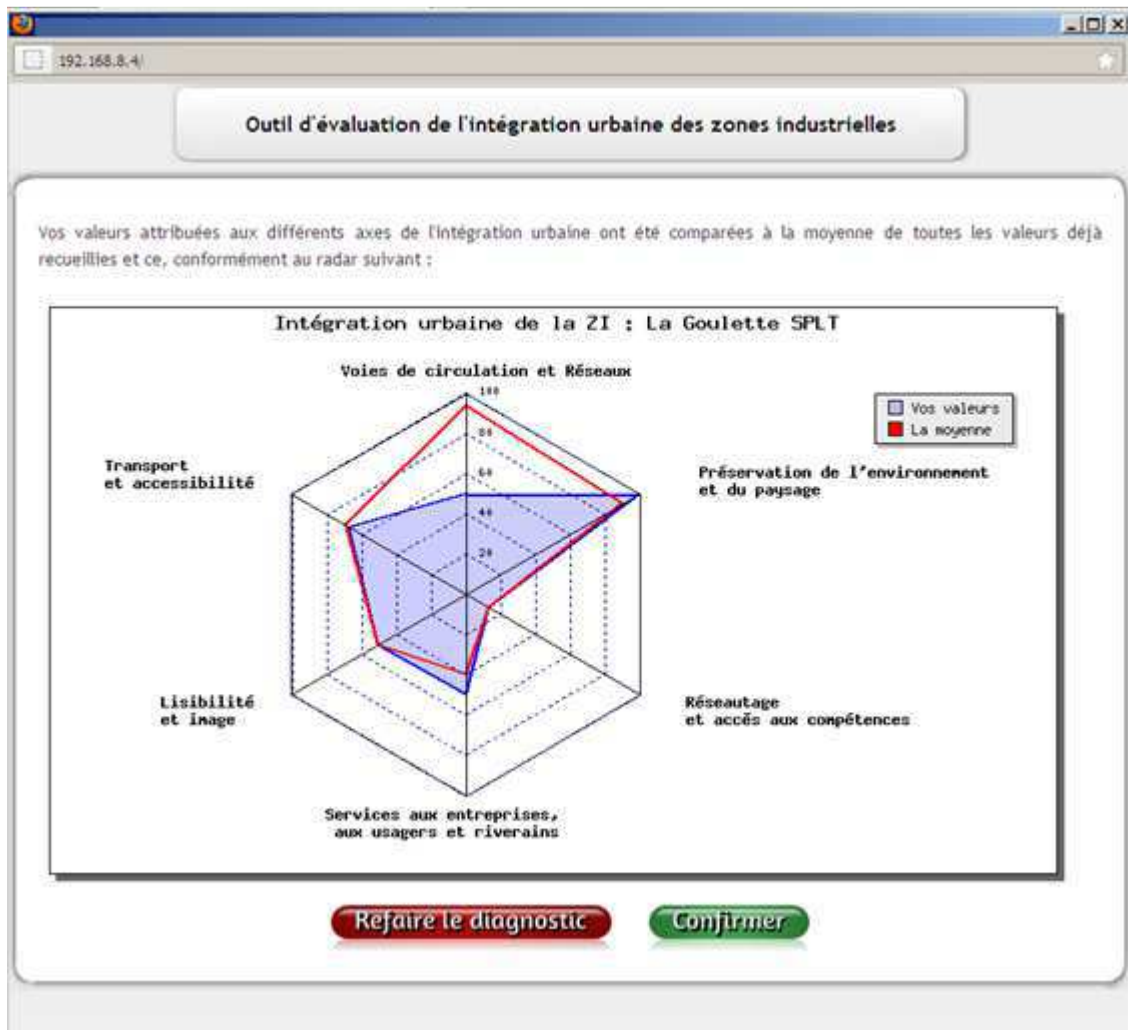 192.168.8.4/
Outil d'évaluation de l'intégration urbaine des zones industrielles
Vos valeurs attribuées aux différents axes de l'intégration urbaine ont été comparées à la moyenne de toutes les valeurs déjà
recueillies et ce, conformément au radar suivant :
Intégration urbaine de la ZI : La Goulette SPLT
Voies de circulation et Réseaux
100
80
60
40
20
Vos valeurs
La moyenne
Transport
et accessibilité
Préservation de l'environnement
et du paysage
Lisibilité
et image
Réseautage
et accès aux compétences
Services aux entreprises,
aux usagers et riverains
Refaire le diagnostic
Confirmer